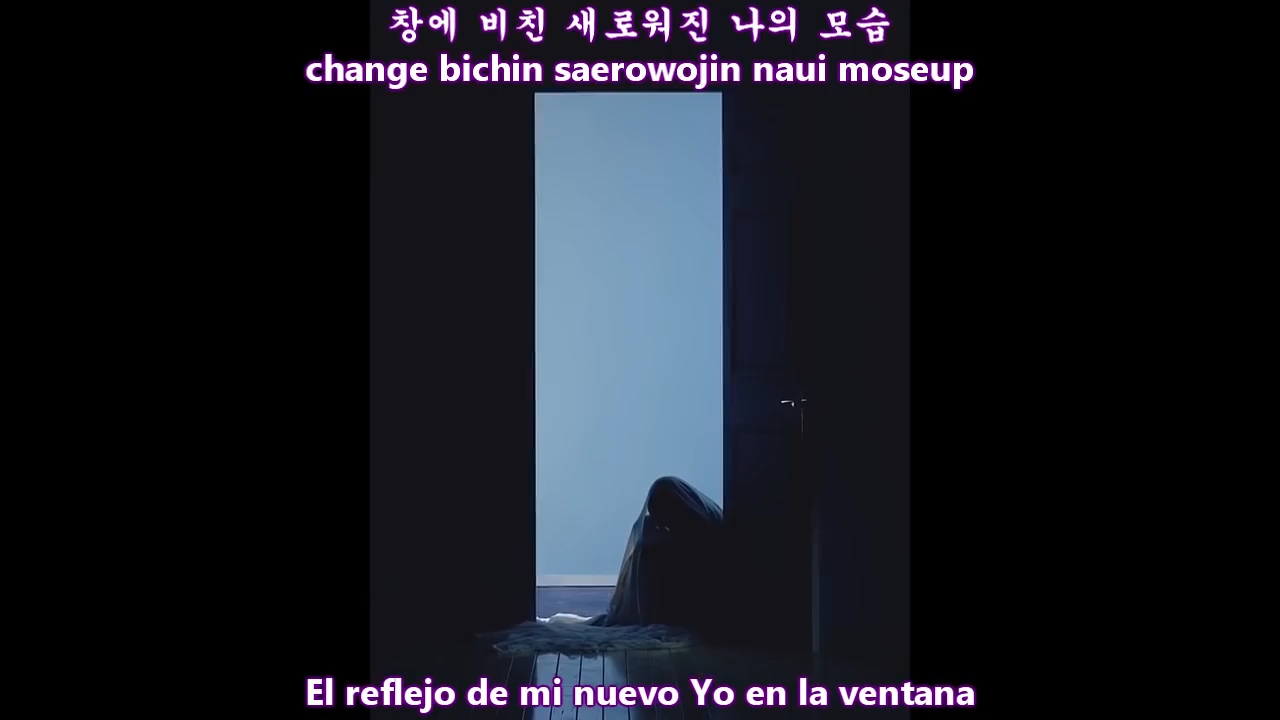 창에 비친 새로워진 나의 모습
change bichin saerowojin naui moseup
El reflejo de mi nuevo Yo en la ventana